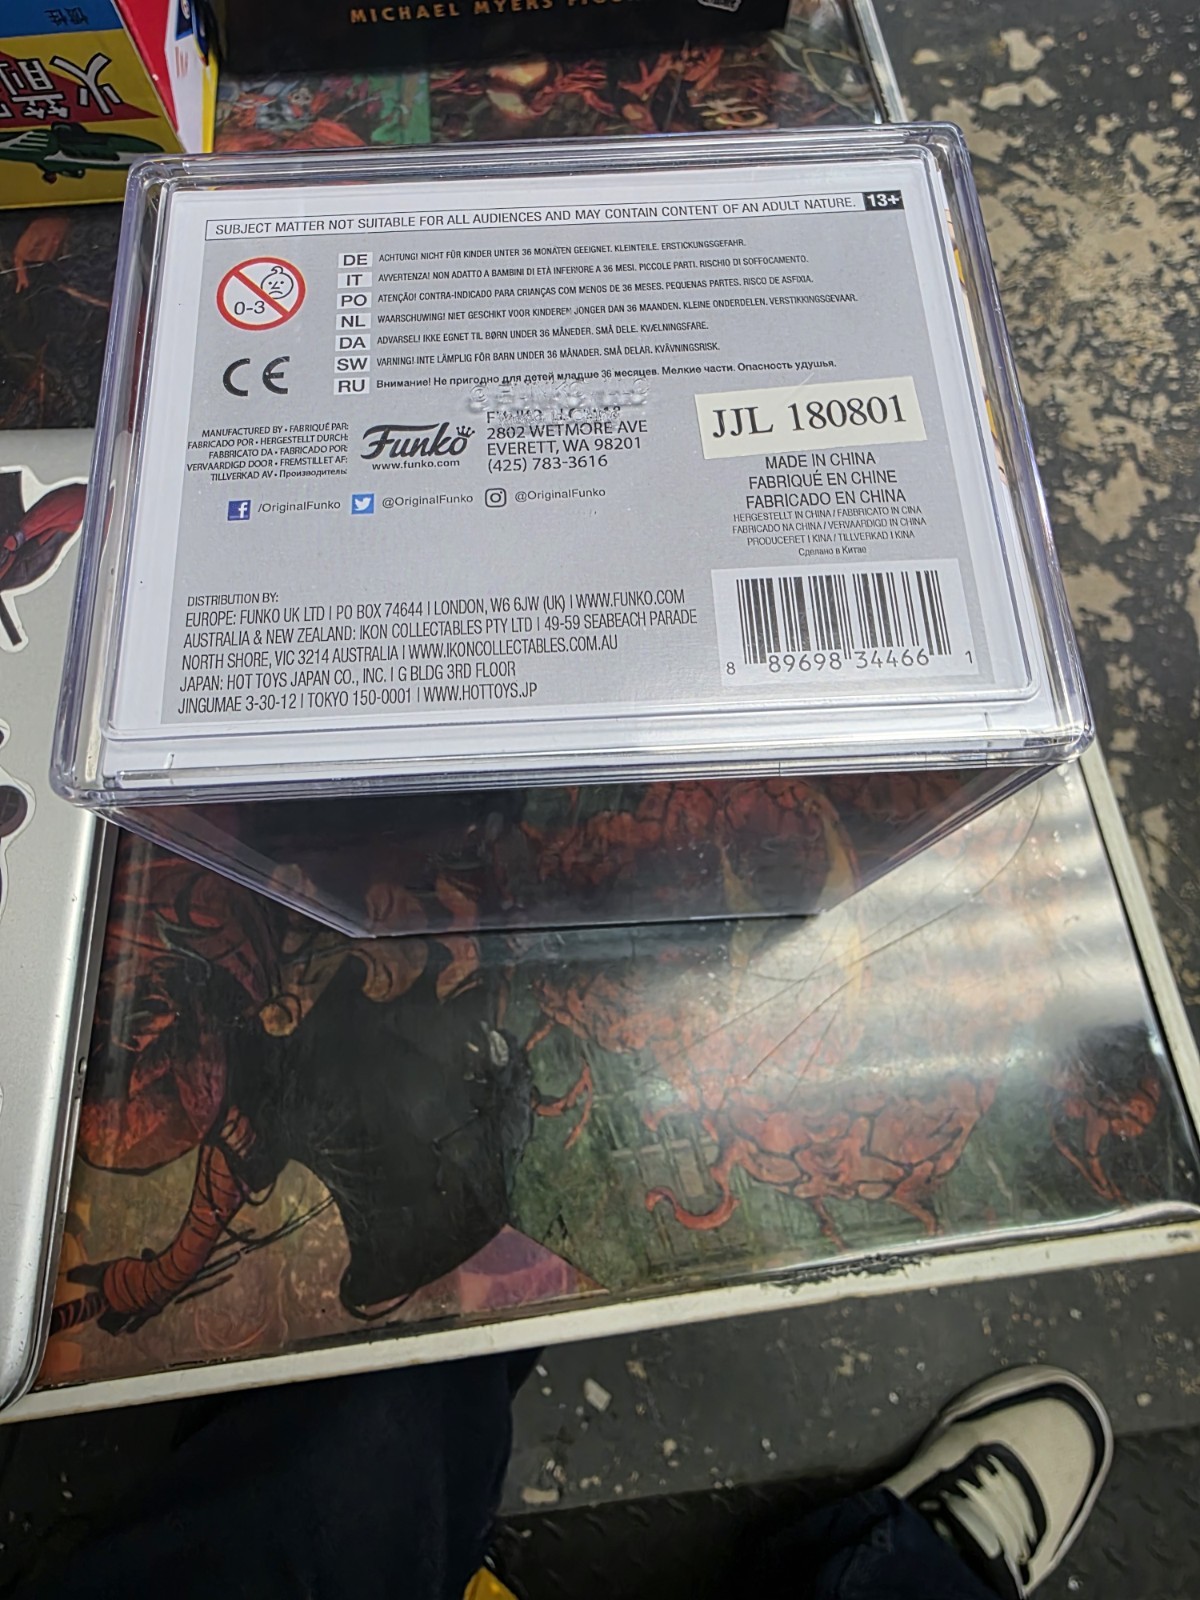 MICHAEL MYERS
SUBJECT MATTER NOT SUITABLE FOR ALL AUDIENCES AND MAY CONTAIN CONTENT OF AN ADULT NATURE. 13+
0-3
DE ACHTUNG! NICHT FÜR KINDER UNTER 36 MONATEN GEEIGNET. KLEINTEILE. ERSTICKUNGSGEFAHR.
IT AVVERTENZA! NON ADATTO A BAMBINI DI ETÀ INFERIORE A 36 MESI. PICCOLE PARTI. RISCHIO DI SOFFOCAMENTO.
PO ATENÇÃO! CONTRA-INDICADO PARA CRIANÇAS COM MENOS DE 36 MESES. PEQUENAS PARTES. RISCO DE ASFIXIA.
NL WAARSCHUWING! NIET GESCHIKT VOOR KINDEREN JONGER DAN 36 MAANDEN. KLEINE ONDERDELEN. VERSTIKKINGSGEVAAR.
DA ADVARSEL! IKKE EGNET TIL BØRN UNDER 36 MÅNEDER. SMÅ DELE. KVÆLNINGSFARE.
SW VARNING! INTE LÄMPLIG FÖR BARN UNDER 36 MÅNADER. SMÅ DELAR. KVÄVNINGSRISK.
RU Внимание! Не пригодно для детей младше 36 месяцев. Мелкие части. Опасность удушья.
CE
MANUFACTURED BY • FABRIQUÉ PAR:
FABRICADO POR • HERGESTELLT DURCH:
FABBRICATO DA • FABRICADO POR:
VERVAARDIGD DOOR • FREMSTILLET AF:
TILLVERKAD AV • Производитель:
Funko
www.funko.com
2802 WETMORE AVE
EVERETT, WA 98201
(425) 783-3616
/OriginalFunko @OriginalFunko @OriginalFunko
JJL 180801
MADE IN CHINA
FABRIQUÉ EN CHINE
FABRICADO EN CHINA
HERGESTELLT IN CHINA / FABBRICATO IN CINA
FABRICADO NA CHINA / VERVAARDIGD IN CHINA
PRODUCERET I KINA / TILLVERKAD I KINA
Сделано в Китае
DISTRIBUTION BY:
EUROPE: FUNKO UK LTD | PO BOX 74644 | LONDON, W6 6JW (UK) | WWW.FUNKO.COM
AUSTRALIA & NEW ZEALAND: IKON COLLECTABLES PTY LTD | 49-59 SEABEACH PARADE
NORTH SHORE, VIC 3214 AUSTRALIA | WWW.IKONCOLLECTABLES.COM.AU
JAPAN: HOT TOYS JAPAN CO., INC. | G BLDG 3RD FLOOR
JINGUMAE 3-30-12 | TOKYO 150-0001 | WWW.HOTTOYS.JP
8 89698 34466 1